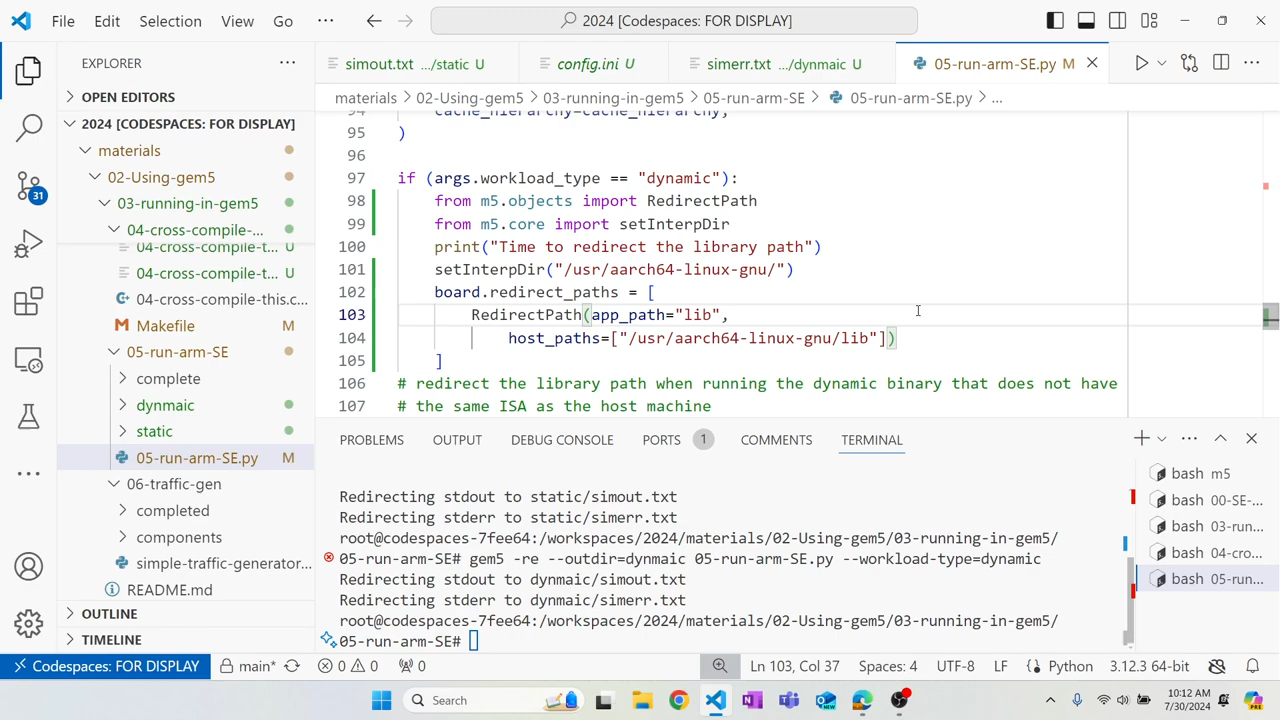 File Edit Selection View Go ··· 2024 [Codespaces: FOR DISPLAY]
EXPLORER ···
OPEN EDITORS
2024 [CODESPACES: FOR DISPLAY]
materials
02-Using-gem5
03-running-in-gem5
04-cross-compile-...
04-cross-compile-t... U
04-cross-compile-t... U
04-cross-compile-this.c...
Makefile M
05-run-arm-SE
complete
dynmaic
static
05-run-arm-SE.py M
06-traffic-gen
completed
components
simple-traffic-generator...
README.md
OUTLINE
TIMELINE
31
simout.txt .../static U config.ini U simerr.txt .../dynmaic U 05-run-arm-SE.py M
materials > 02-Using-gem5 > 03-running-in-gem5 > 05-run-arm-SE > 05-run-arm-SE.py > ...
94 cache_hierarchy=cache_hierarchy,
95 )
96
97 if (args.workload_type == "dynamic"):
98 from m5.objects import RedirectPath
99 from m5.core import setInterpDir
100 print("Time to redirect the library path")
101 setInterpDir("/usr/aarch64-linux-gnu/")
102 board.redirect_paths = [
103 RedirectPath(app_path="lib",
104 host_paths=["/usr/aarch64-linux-gnu/lib"])
105 ]
106 # redirect the library path when running the dynamic binary that does not have
107 # the same ISA as the host machine
PROBLEMS OUTPUT DEBUG CONSOLE PORTS 1 COMMENTS TERMINAL
Redirecting stdout to static/simout.txt
Redirecting stderr to static/simerr.txt
root@codespaces-7fee64:/workspaces/2024/materials/02-Using-gem5/03-running-in-gem5/
05-run-arm-SE# gem5 -re --outdir=dynmaic 05-run-arm-SE.py --workload-type=dynamic
Redirecting stdout to dynmaic/simout.txt
Redirecting stderr to dynmaic/simerr.txt
root@codespaces-7fee64:/workspaces/2024/materials/02-Using-gem5/03-running-in-gem5/
05-run-arm-SE#
bash m5
bash 00-SE-...
bash 03-run...
bash 04-cro...
bash 05-run...
Codespaces: FOR DISPLAY main* 0 0 0 Ln 103, Col 37 Spaces: 4 UTF-8 LF Python 3.12.3 64-bit
Search
10:12 AM
7/30/2024